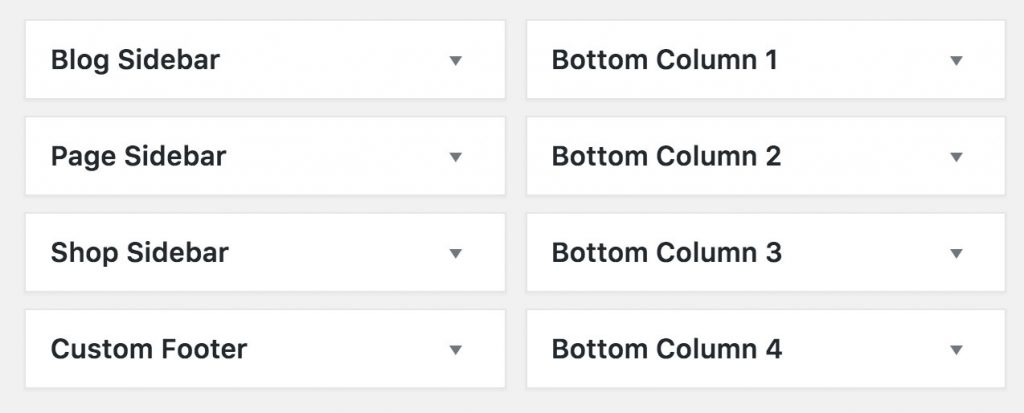 Blog Sidebar
Bottom Column 1
Page Sidebar
Bottom Column 2
Shop Sidebar
Bottom Column 3
Custom Footer
Bottom Column 4